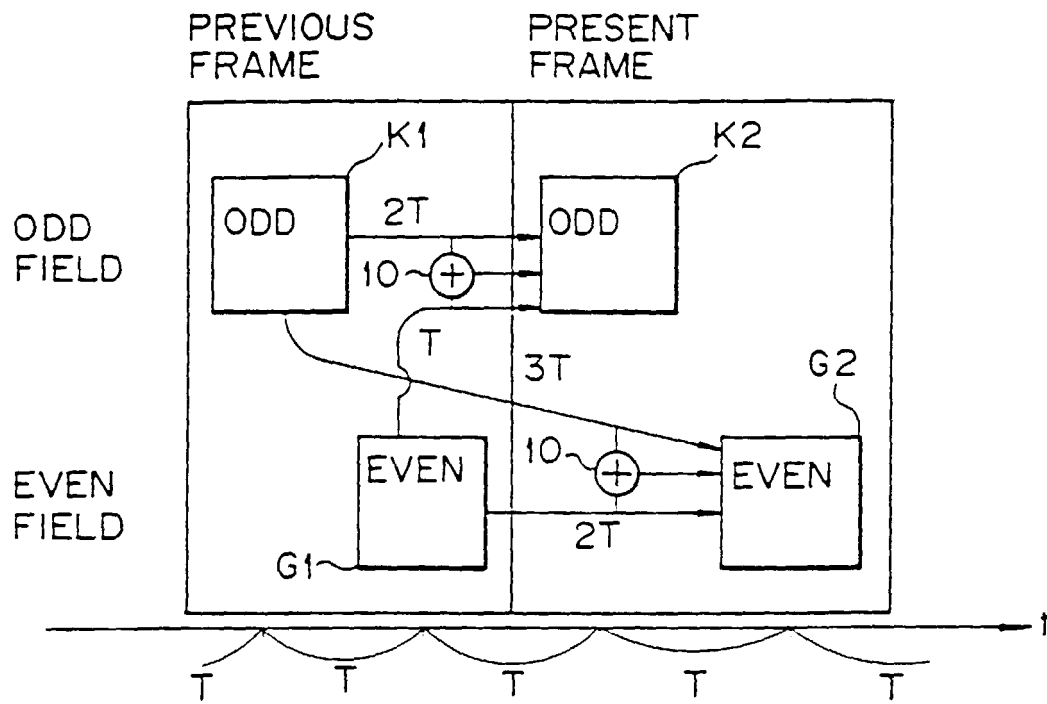 PREVIOUS
FRAME
PRESENT
FRAME
K1
K2
ODD
FIELD
ODD
2T
ODD
10
+
T
3T
G2
EVEN
FIELD
EVEN
10
+
EVEN
2T
G1
t
T
T
T
T
T